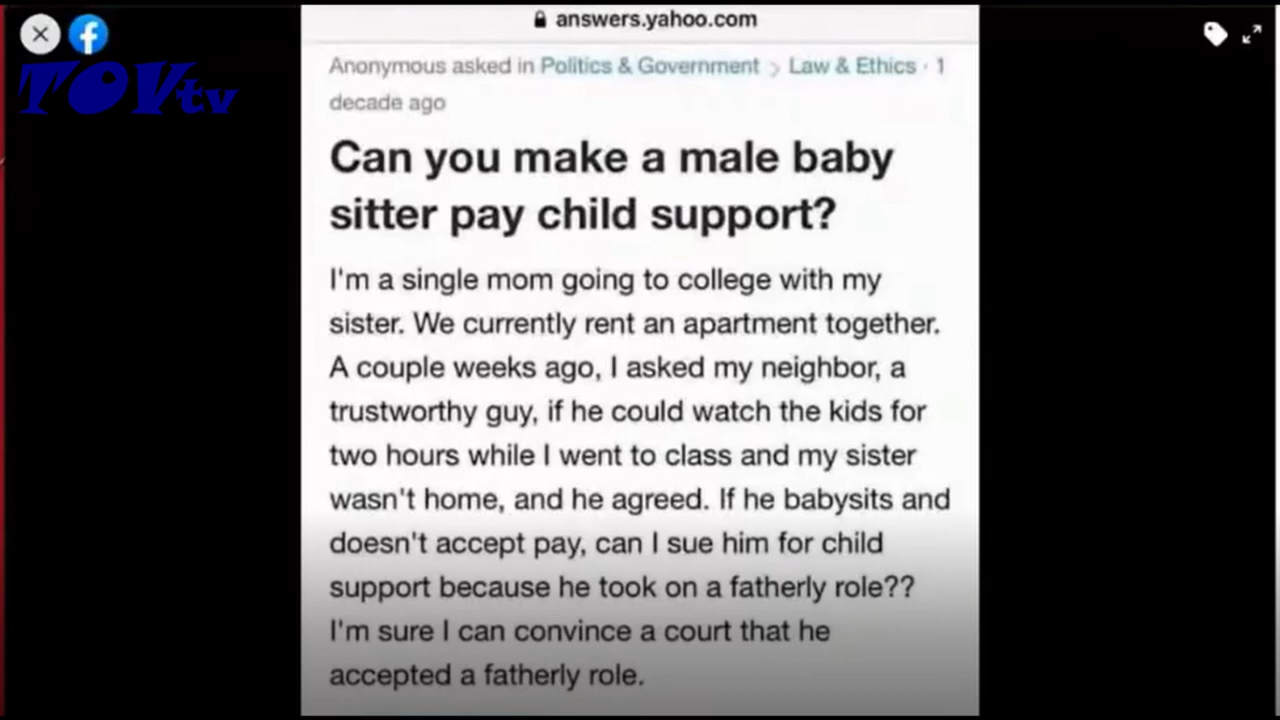 answers.yahoo.com
TOVtv
Anonymous asked in Politics & Government > Law & Ethics · 1
decade ago
Can you make a male baby
sitter pay child support?
I'm a single mom going to college with my
sister. We currently rent an apartment together.
A couple weeks ago, I asked my neighbor, a
trustworthy guy, if he could watch the kids for
two hours while I went to class and my sister
wasn't home, and he agreed. If he babysits and
doesn't accept pay, can I sue him for child
support because he took on a fatherly role??
I'm sure I can convince a court that he
accepted a fatherly role.